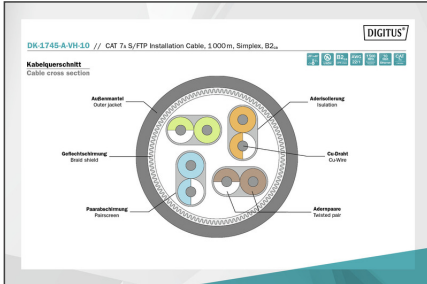 DIGITUS®
DK-1745-A-VH-10 // CAT 7A S/FTP Installation Cable, 1000 m, Simplex, B2ca
Kabelquerschnitt
Cable cross section
Außenmantel
Outer jacket
Aderisolierung
Isolation
Geflechtschirmung
Braid shield
Cu-Draht
Cu-Wire
Paarabschirmung
Pairscreen
Adernpaare
Twisted pair